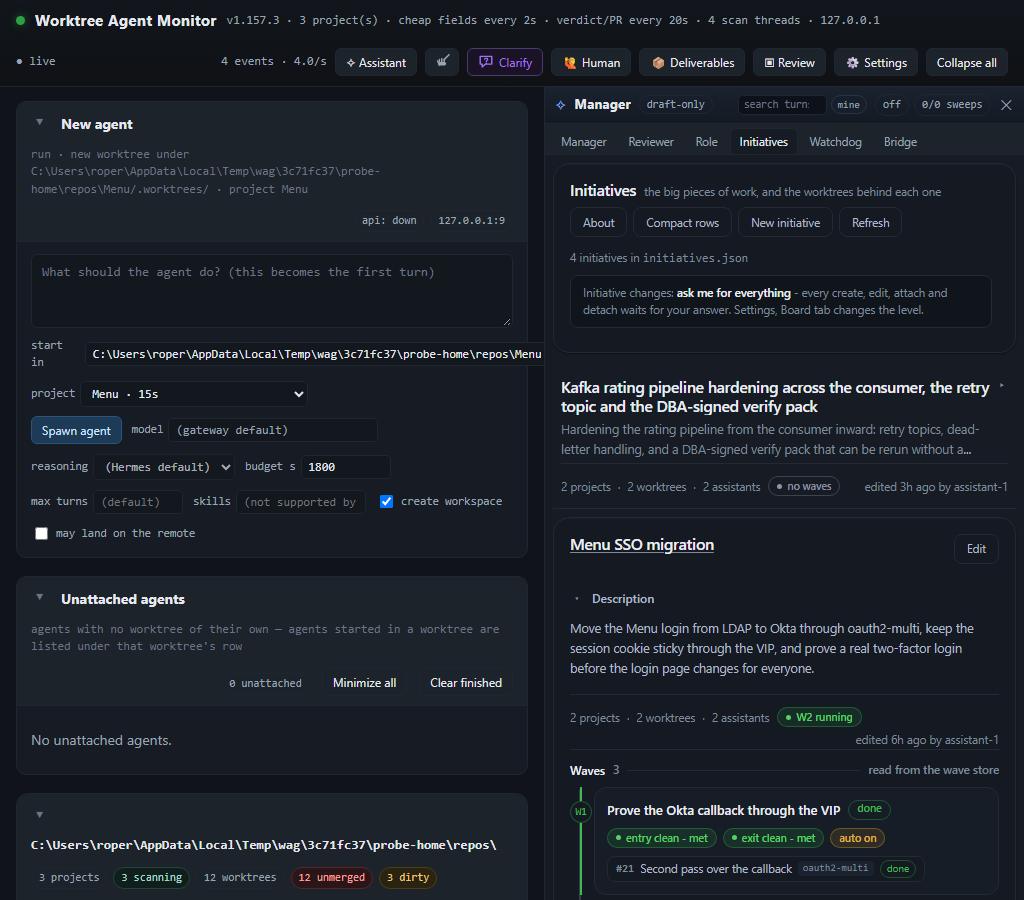 Worktree Agent Monitor v1.157.3 · 3 project(s) · cheap fields every 2s · verdict/PR every 20s · 4 scan threads · 127.0.0.1
live 4 events · 4.0/s Assistant Clarify Human Deliverables Review Settings Collapse all
New agent
run · new worktree under
C:\Users\roper\AppData\Local\Temp\wag\3c71fc37\probe-
home\repos\Menu/.worktrees/ · project Menu
api: down 127.0.0.1:9
What should the agent do? (this becomes the first turn)
start
in
C:\Users\roper\AppData\Local\Temp\wag\3c71fc37\probe-home\repos\Menu
project Menu · 15s
Spawn agent model (gateway default)
reasoning (Hermes default) budget s 1800
max turns (default) skills (not supported by create workspace
may land on the remote
Unattached agents
agents with no worktree of their own — agents started in a worktree are
listed under that worktree's row
0 unattached Minimize all Clear finished
No unattached agents.
C:\Users\roper\AppData\Local\Temp\wag\3c71fc37\probe-home\repos\
3 projects 3 scanning 12 worktrees 12 unmerged 3 dirty
Manager draft-only search turn: mine off 0/0 sweeps
Manager Reviewer Role Initiatives Watchdog Bridge
Initiatives the big pieces of work, and the worktrees behind each one
About Compact rows New initiative Refresh
4 initiatives in initiatives.json
Initiative changes: ask me for everything - every create, edit, attach and
detach waits for your answer. Settings, Board tab changes the level.
Kafka rating pipeline hardening across the consumer, the retry
topic and the DBA-signed verify pack
Hardening the rating pipeline from the consumer inward: retry topics, dead-
letter handling, and a DBA-signed verify pack that can be rerun without a...
2 projects · 2 worktrees · 2 assistants no waves edited 3h ago by assistant-1
Menu SSO migration Edit
Description
Move the Menu login from LDAP to Okta through oauth2-multi, keep the
session cookie sticky through the VIP, and prove a real two-factor login
before the login page changes for everyone.
2 projects · 2 worktrees · 2 assistants W2 running
edited 6h ago by assistant-1
Waves 3 read from the wave store
W1 Prove the Okta callback through the VIP done
entry clean - met exit clean - met auto on
#21 Second pass over the callback oauth2-multi done